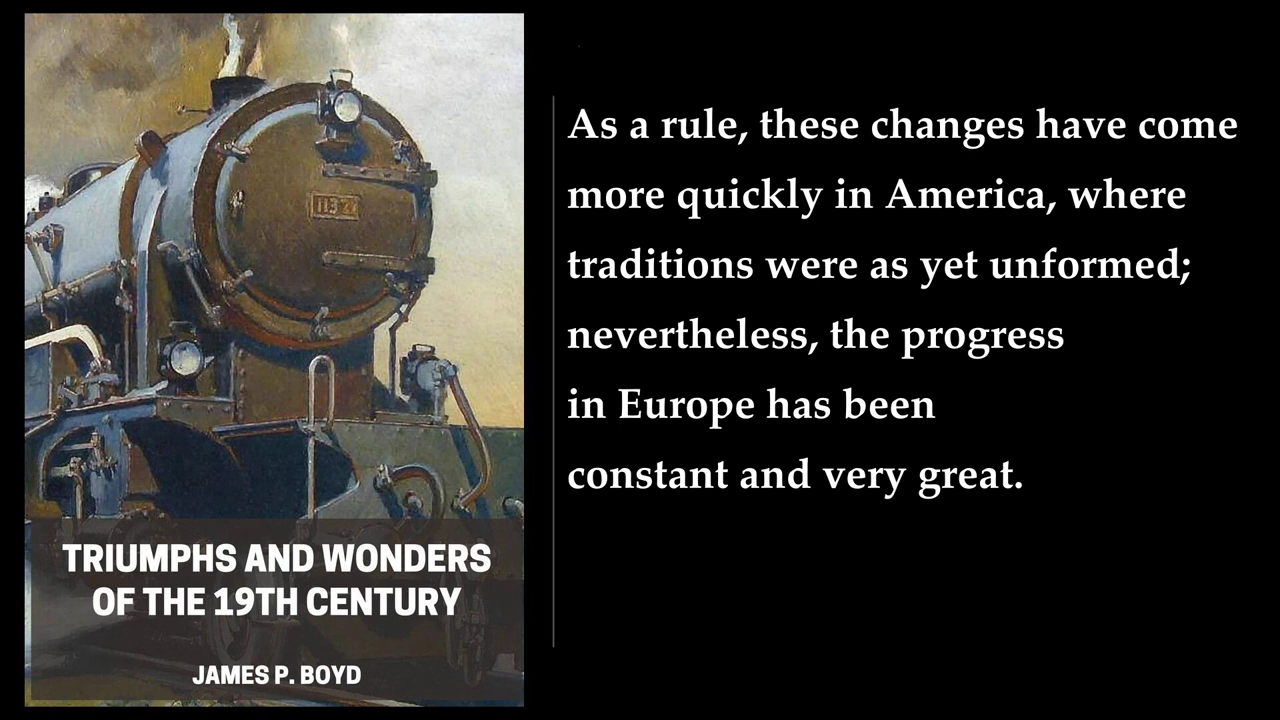 As a rule, these changes have come
more quickly in America, where
traditions were as yet unformed;
nevertheless, the progress
in Europe has been
constant and very great.
TRIUMPHS AND WONDERS
OF THE 19TH CENTURY
JAMES P. BOYD